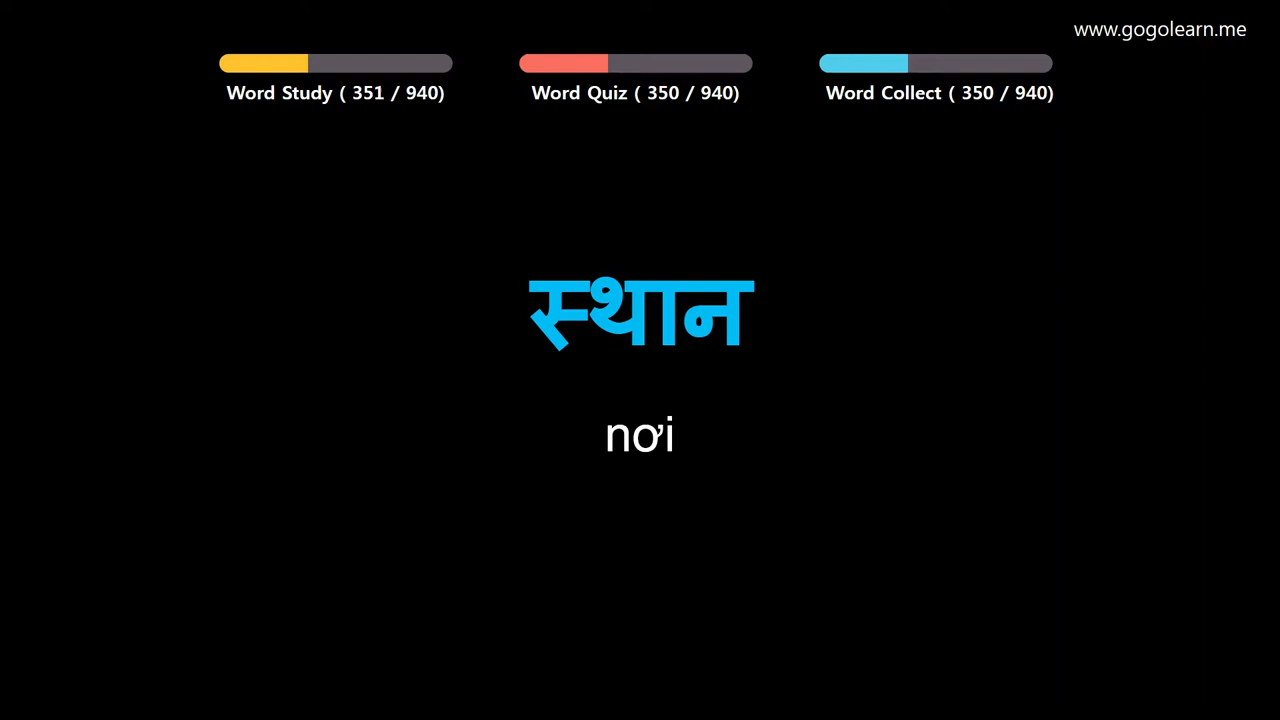 www.gogolearn.me
Word Study ( 351 / 940)
Word Quiz ( 350 / 940)
Word Collect ( 350 / 940)
स्थान
nơi